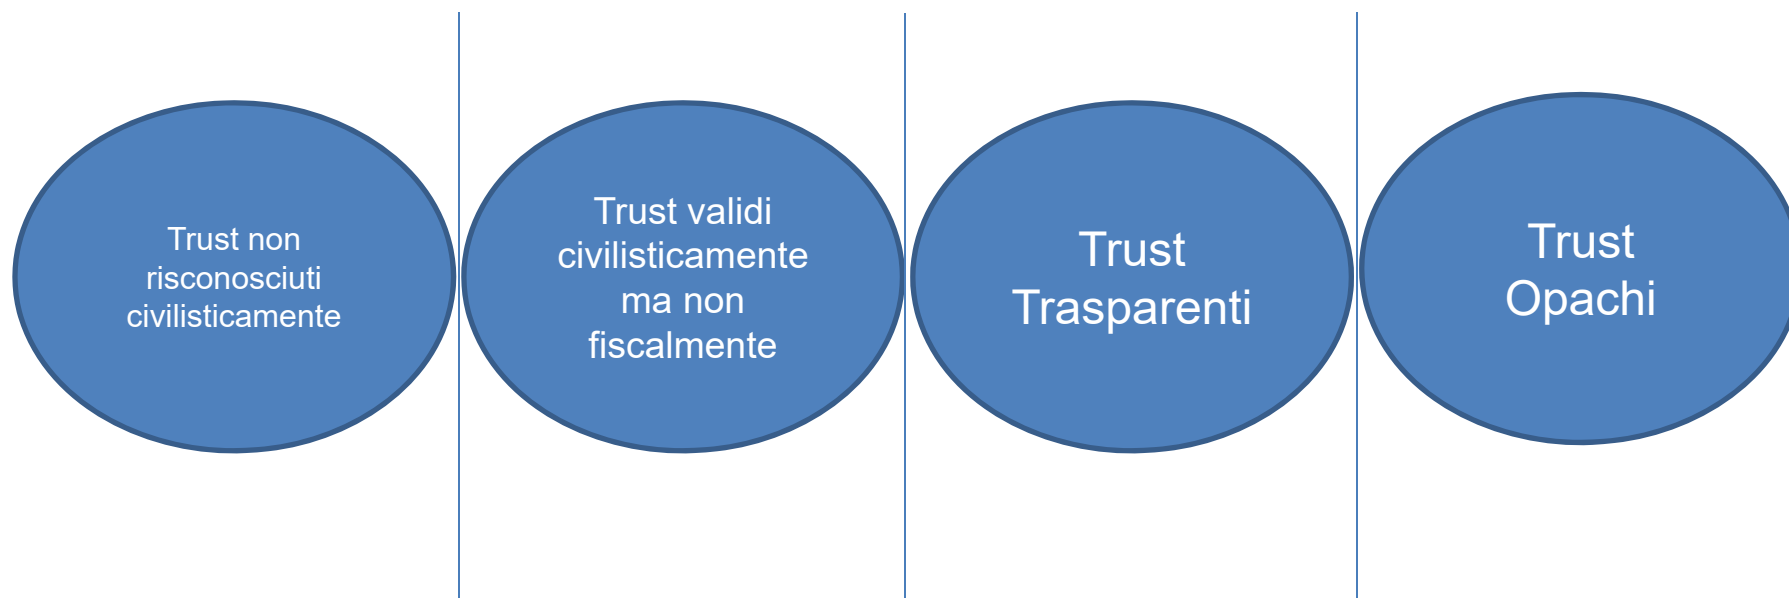 Trust non
risconosciuti
civilisticamente
Trust validi
civilisticamente
ma non
fiscalmente
Trust
Trasparenti
Trust
Opachi